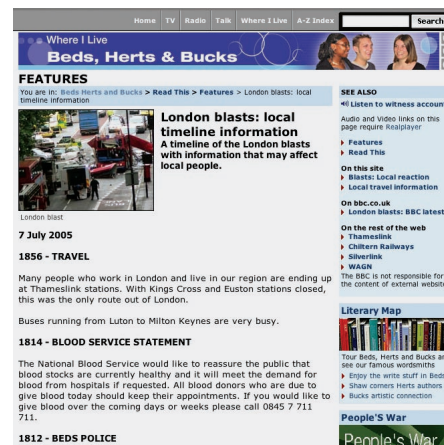 Home TV Radio Talk Where I Live A-Z Index Search
Where I Live
Beds, Herts & Bucks
FEATURES
You are in: Beds Herts and Bucks > Read This > Features > London blasts: local
timeline information
London blasts: local
timeline information
A timeline of the London blasts
with information that may affect
local people.
London blast
7 July 2005
1856 - TRAVEL
Many people who work in London and live in our region are ending up
at Thameslink stations. With Kings Cross and Euston stations closed,
this was the only route out of London.
Buses running from Luton to Milton Keynes are very busy.
1814 - BLOOD SERVICE STATEMENT
The National Blood Service would like to reassure the public that
blood stocks are currently healthy and it will meet the demand for
blood from hospitals if requested. All blood donors who are due to
give blood today should keep their appointments. If you would like to
give blood over the coming days or weeks please call 0845 7 711
711.
1812 - BEDS POLICE
SEE ALSO
Listen to witness account
Audio and Video links on this
page require Realplayer
Features
Read This
On this site
Blasts: Local reaction
Local travel information
On bbc.co.uk
London blasts: BBC latest
On the rest of the web
Thameslink
Chiltern Railways
Silverlink
WAGN
The BBC is not responsible for
the content of external website
Literary Map
Tour Beds, Herts and Bucks an
see our famous wordsmiths
Enjoy the write stuff in Beds
Shaw corners Herts authors
Bucks artistic connection
People'S War
People's War